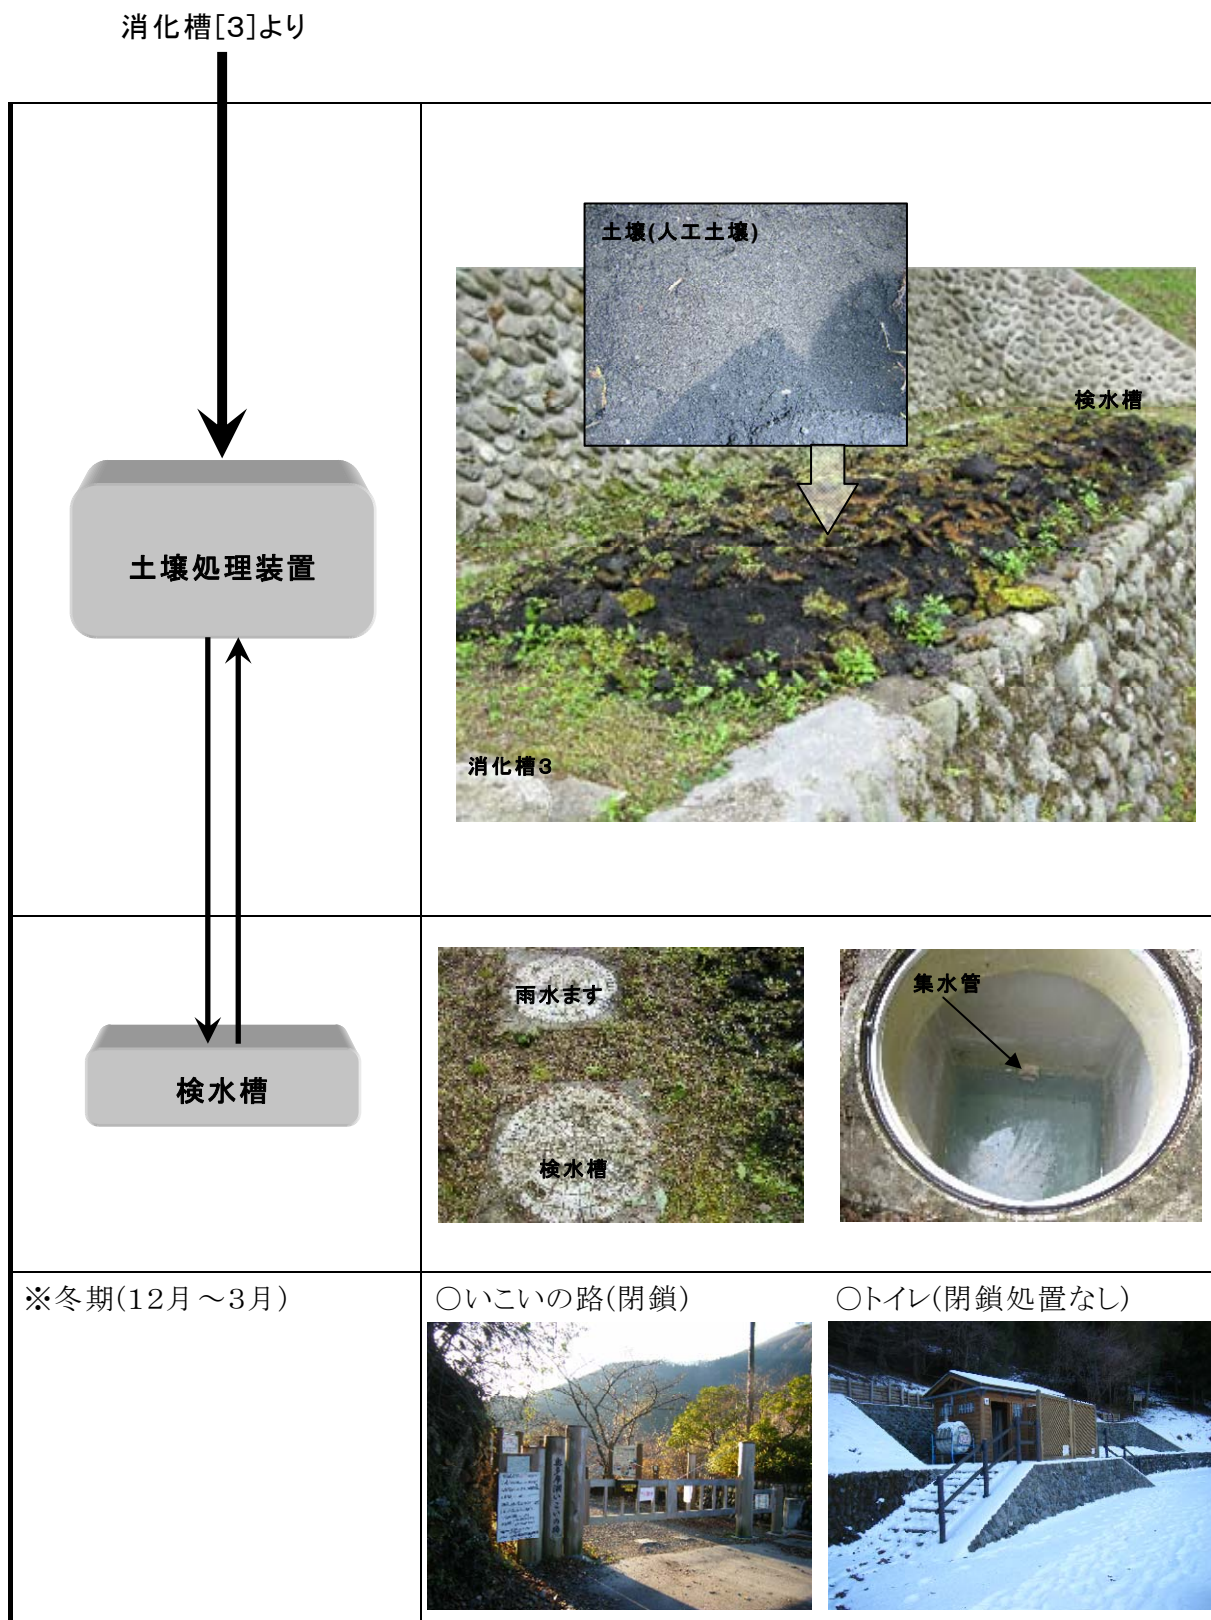 消化槽[3]より
土壌(人工土壌)
検水槽
土壌処理装置
消化槽3
雨水ます
集水管
検水槽
検水槽
※冬期(12月～3月)
○いこいの路(閉鎖)
○トイレ(閉鎖処置なし)